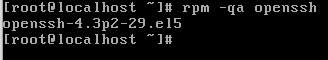 [root@localhost ~]# rpm -qa openssh
openssh-4.3p2-29.el5
[root@localhost ~]#